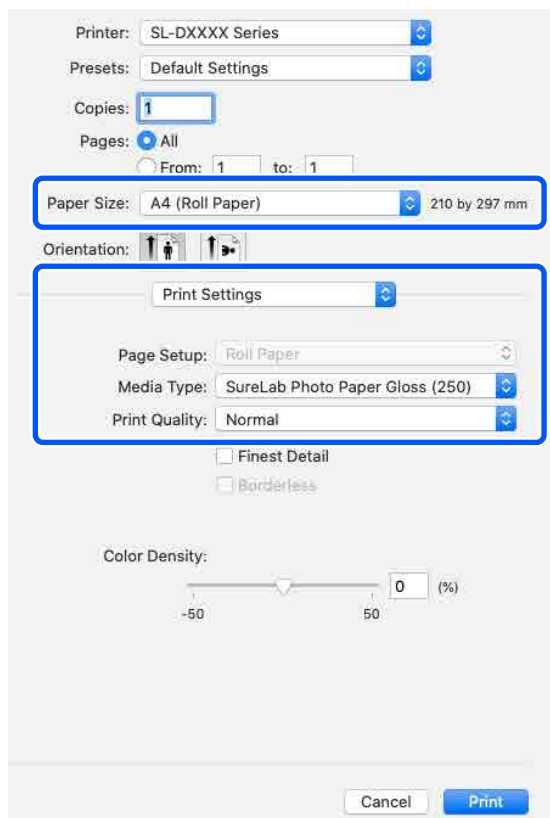 Printer: SL-DXXXX Series
Presets: Default Settings
Copies: 1
Pages: All
From: 1 to: 1
Paper Size: A4 (Roll Paper) 210 by 297 mm
Orientation:
Print Settings
Page Setup: Roll Paper
Media Type: SureLab Photo Paper Gloss (250)
Print Quality: Normal
Finest Detail
Borderless
Color Density:
0 (%)
-50 50
Cancel Print